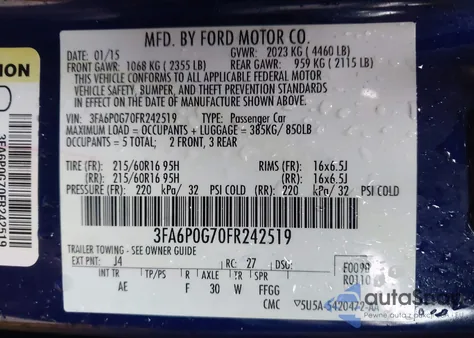 MFD. BY FORD MOTOR CO.
DATE: 01/15 GVWR: 2023 KG ( 4460 LB)
FRONT GAWR: 1068 KG ( 2355 LB) REAR GAWR: 959 KG ( 2115 LB)
THIS VEHICLE CONFORMS TO ALL APPLICABLE FEDERAL MOTOR
VEHICLE SAFETY, BUMPER, AND THEFT PREVENTION STANDARDS
IN EFFECT ON THE DATE OF MANUFACTURE SHOWN ABOVE.
VIN: 3FA6P0G70FR242519 TYPE: Passenger Car
MAXIMUM LOAD = OCCUPANTS + LUGGAGE = 385KG/850LB
OCCUPANTS = 5 TOTAL: 2 FRONT, 3 REAR
TIRE (FR): 215/60R16 95H RIMS (FR): 16x6.5J
(RR): 215/60R16 95H (RR): 16x6.5J
PRESSURE (FR): 220 kPa/ 32 PSI COLD (RR): 220 kPa/ 32 PSI COLD
3FA6P0G70FR242519
TRAILER TOWING - SEE OWNER GUIDE
EXT PNT: J4 RC: 27 DSO: F0090
R0110
INT TR TP/PS R AXLE TR SPR
AE F 30 W FFGG
CMC
3FA6P0G70FR242519